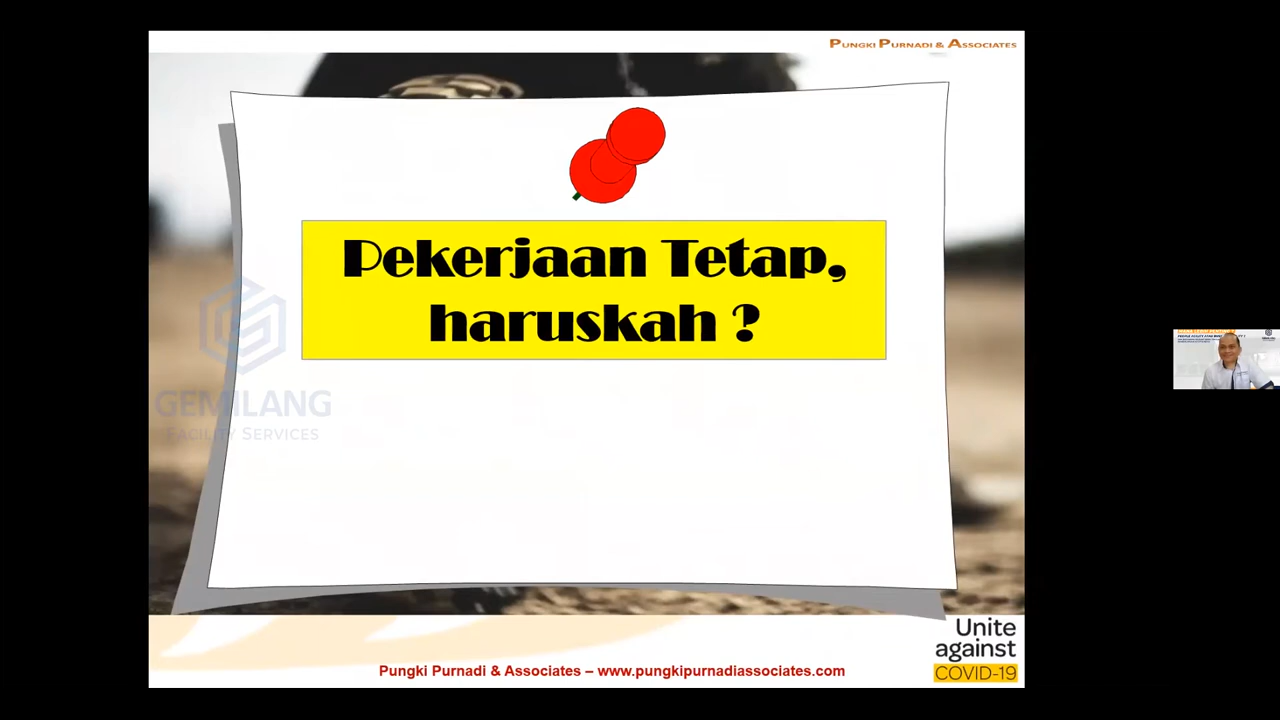 PUNGKI PURNADI & ASSOCIATES
Pekerjaan Tetap,
haruskah ?
GEMILANG
FACILITY SERVICES
Unite
against
COVID-19
Pungki Purnadi & Associates – www.pungkipurnadiassociates.com